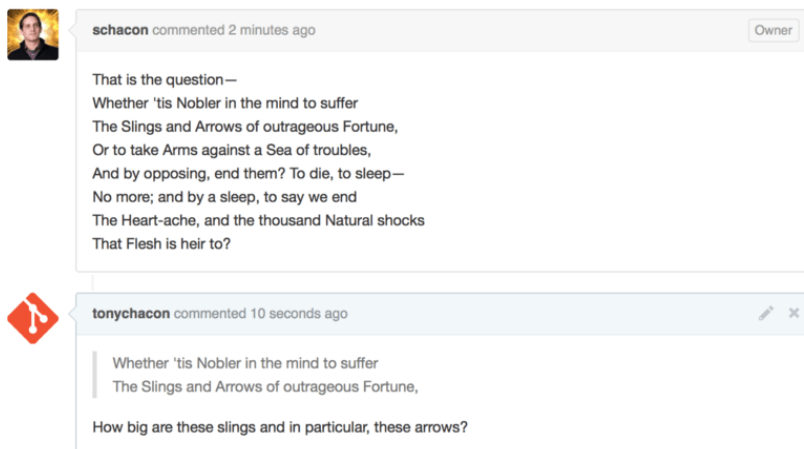 schacon commented 2 minutes ago
Owner
That is the question—
Whether 'tis Nobler in the mind to suffer
The Slings and Arrows of outrageous Fortune,
Or to take Arms against a Sea of troubles,
And by opposing, end them? To die, to sleep—
No more; and by a sleep, to say we end
The Heart-ache, and the thousand Natural shocks
That Flesh is heir to?
tonychacon commented 10 seconds ago
Whether 'tis Nobler in the mind to suffer
The Slings and Arrows of outrageous Fortune,
How big are these slings and in particular, these arrows?